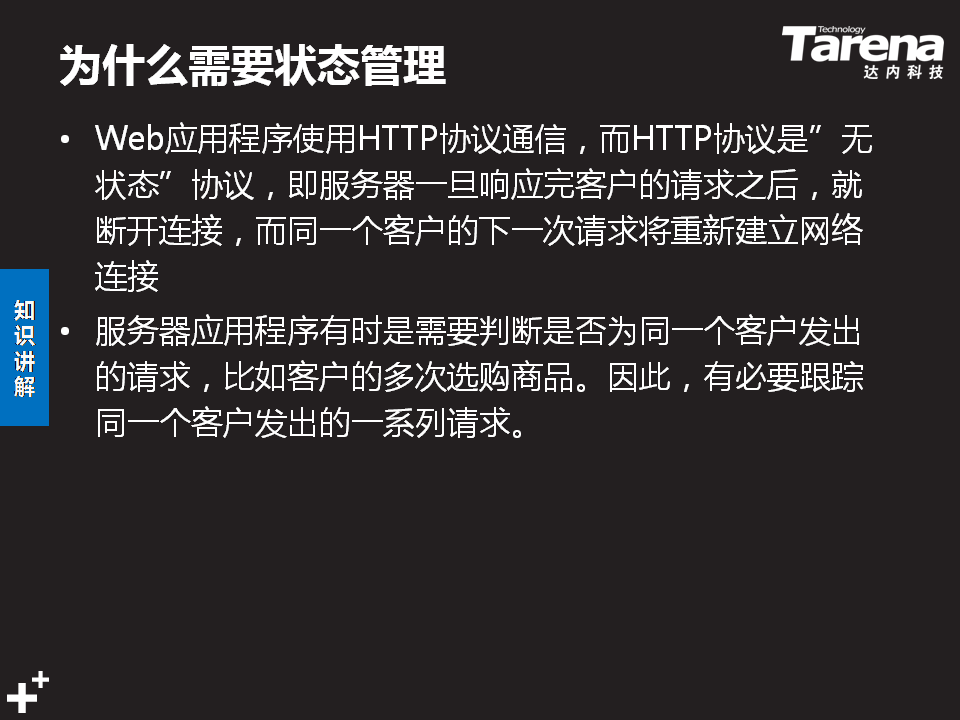 为什么需要状态管理
Technology
Tarena
达内科技
• Web应用程序使用HTTP协议通信，而HTTP协议是”无
状态”协议，即服务器一旦响应完客户的请求之后，就
断开连接，而同一个客户的下一次请求将重新建立网络
连接
• 服务器应用程序有时是需要判断是否为同一个客户发出
的请求，比如客户的多次选购商品。因此，有必要跟踪
同一个客户发出的一系列请求。
知
识
讲
解